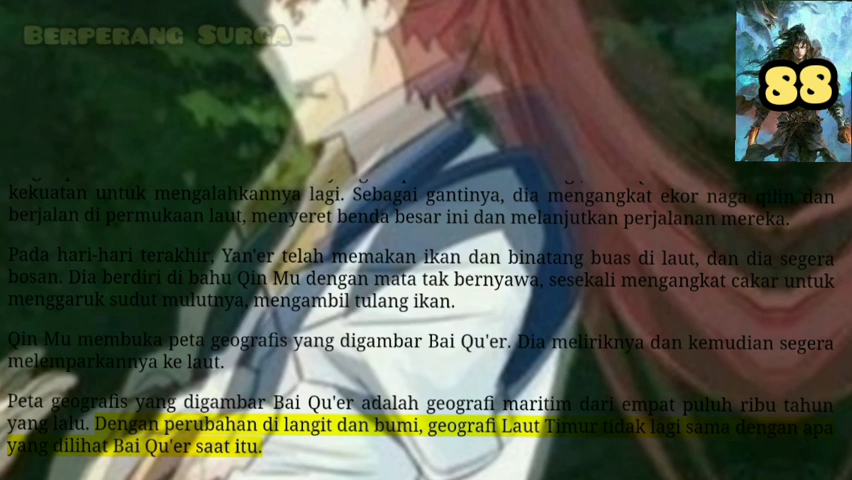 Berperang Surga
88
kekuatan untuk mengalahkannya lagi. Sebagai gantinya, dia mengangkat ekor naga qilin dan
berjalan di permukaan laut, menyeret benda besar ini dan melanjutkan perjalanan mereka.
Pada hari-hari terakhir, Yan'er telah memakan ikan dan binatang buas di laut, dan dia segera
bosan. Dia berdiri di bahu Qin Mu dengan mata tak bernyawa, sesekali mengangkat cakar untuk
menggaruk sudut mulutnya, mengambil tulang ikan.
Qin Mu membuka peta geografis yang digambar Bai Qu'er. Dia meliriknya dan kemudian segera
melemparkannya ke laut.
Peta geografis yang digambar Bai Qu'er adalah geografi maritim dari empat puluh ribu tahun
yang lalu. Dengan perubahan di langit dan bumi, geografi Laut Timur tidak lagi sama dengan apa
yang dilihat Bai Qu'er saat itu.